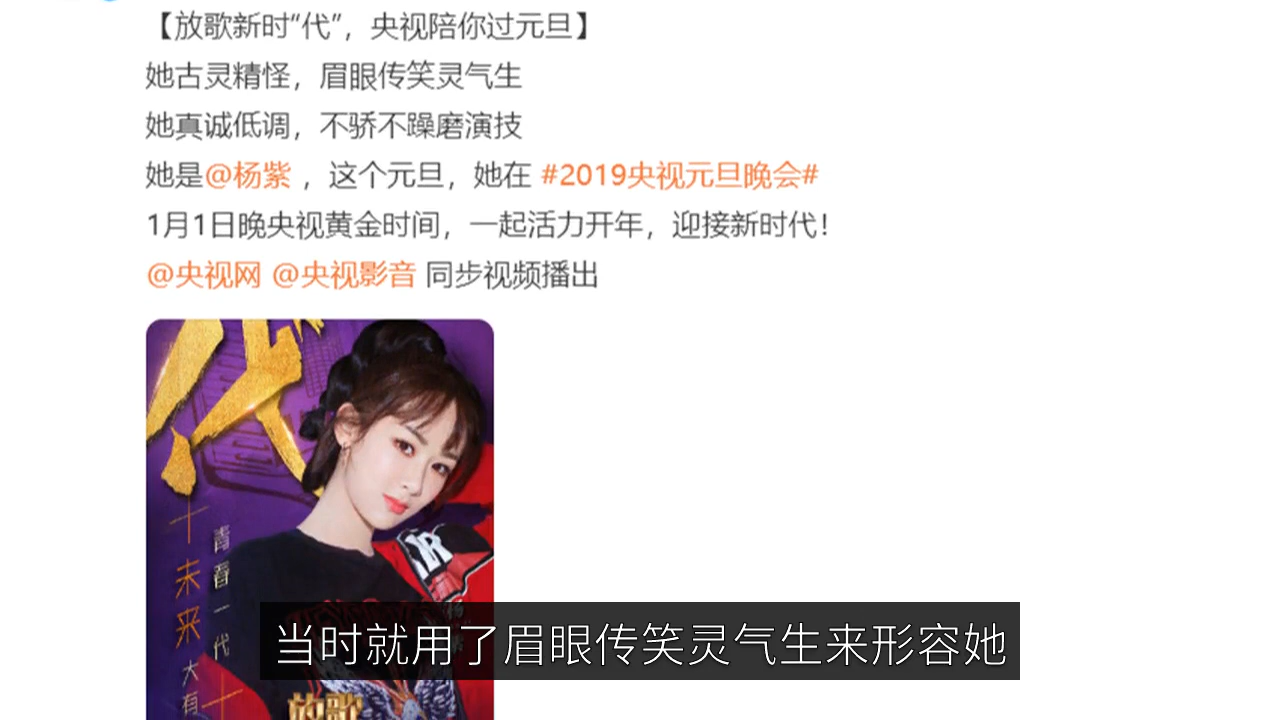 【放歌新时“代”，央视陪你过元旦】
她古灵精怪，眉眼传笑灵气生
她真诚低调，不骄不躁磨演技
她是@杨紫 ，这个元旦，她在 #2019央视元旦晚会#
1月1日晚央视黄金时间，一起活力开年，迎接新时代！
@央视网 @央视影音 同步视频播出
代
青春一代
未来大有
放歌
当时就用了眉眼传笑灵气生来形容她